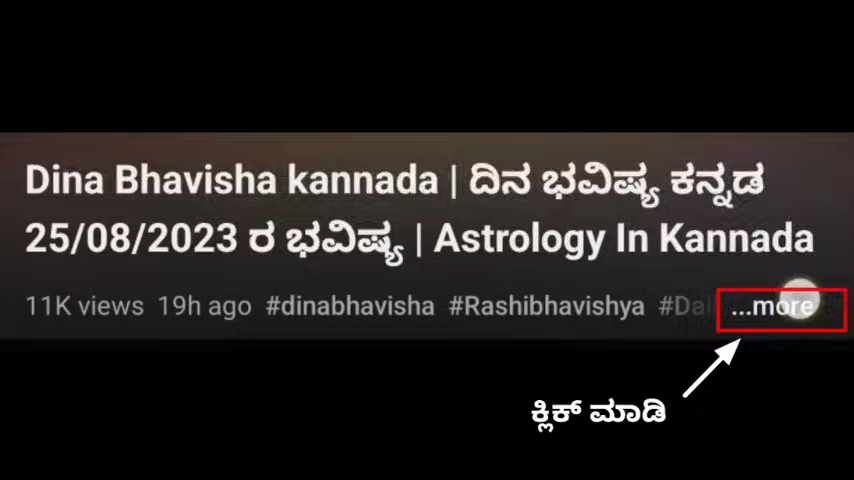 Dina Bhavisha kannada | ದಿನ ಭವಿಷ್ಯ ಕನ್ನಡ
25/08/2023 ರ ಭವಿಷ್ಯ | Astrology In Kannada
11K views 19h ago #dinabhavisha #Rashibhavishya #Dai ...more
ಕ್ಲಿಕ್ ಮಾಡಿ